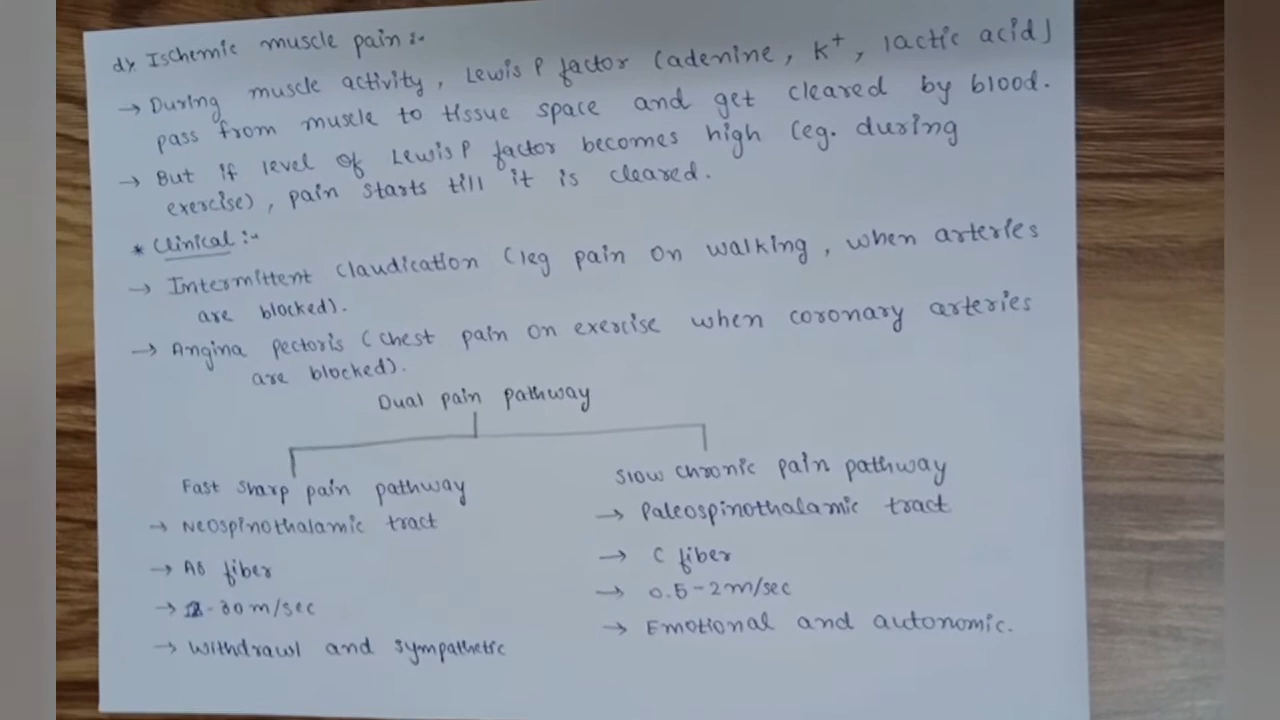 d), Ischemic muscle pain :-
→ During muscle activity, Lewis P factor (adenine, K+, lactic acid)
pass from muscle to tissue space and get cleared by blood.
→ But if level of Lewis P factor becomes high (eg. during
exercise), pain starts till it is cleared.
* Clinical :-
→ Intermittent claudication (leg pain on walking, when arteries
are blocked).
→ Angina pectoris (chest pain on exercise when coronary arteries
are blocked).
Dual pain pathway
Fast sharp pain pathway
→ Neospinothalamic tract
→ Aδ fiber
→ -30m/sec
→ Withdrawl and sympathetic
Slow chronic pain pathway
→ Paleospinothalamic tract
→ C fiber
→ 0.5-2m/sec
→ Emotional and autonomic.